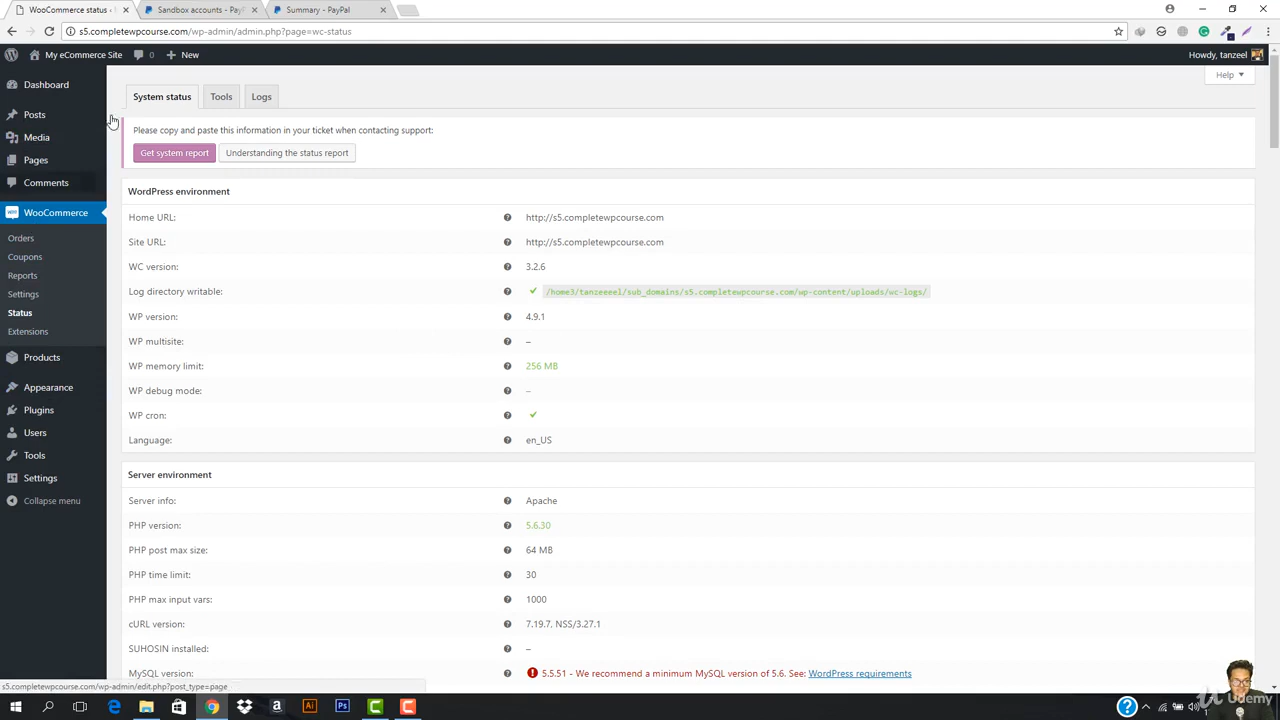 WooCommerce status ‹
Sandbox accounts - PayP
Summary - PayPal
s5.completewpcourse.com/wp-admin/admin.php?page=wc-status
My eCommerce Site
0
New
Howdy, tanzeel
Help
Dashboard
Posts
Media
Pages
Comments
WooCommerce
Orders
Coupons
Reports
Settings
Status
Extensions
Products
Appearance
Plugins
Users
Tools
Settings
Collapse menu
System status
Tools
Logs
Please copy and paste this information in your ticket when contacting support:
Get system report
Understanding the status report
WordPress environment
Home URL: http://s5.completewpcourse.com
Site URL: http://s5.completewpcourse.com
WC version: 3.2.6
Log directory writable: /home3/tanzeeeel/sub_domains/s5.completewpcourse.com/wp-content/uploads/wc-logs/
WP version: 4.9.1
WP multisite: –
WP memory limit: 256 MB
WP debug mode: –
WP cron:
Language: en_US
Server environment
Server info: Apache
PHP version: 5.6.30
PHP post max size: 64 MB
PHP time limit: 30
PHP max input vars: 1000
cURL version: 7.19.7, NSS/3.27.1
SUHOSIN installed: –
MySQL version: 5.5.51 - We recommend a minimum MySQL version of 5.6. See: WordPress requirements
s5.completewpcourse.com/wp-admin/edit.php?post_type=page
Udemy